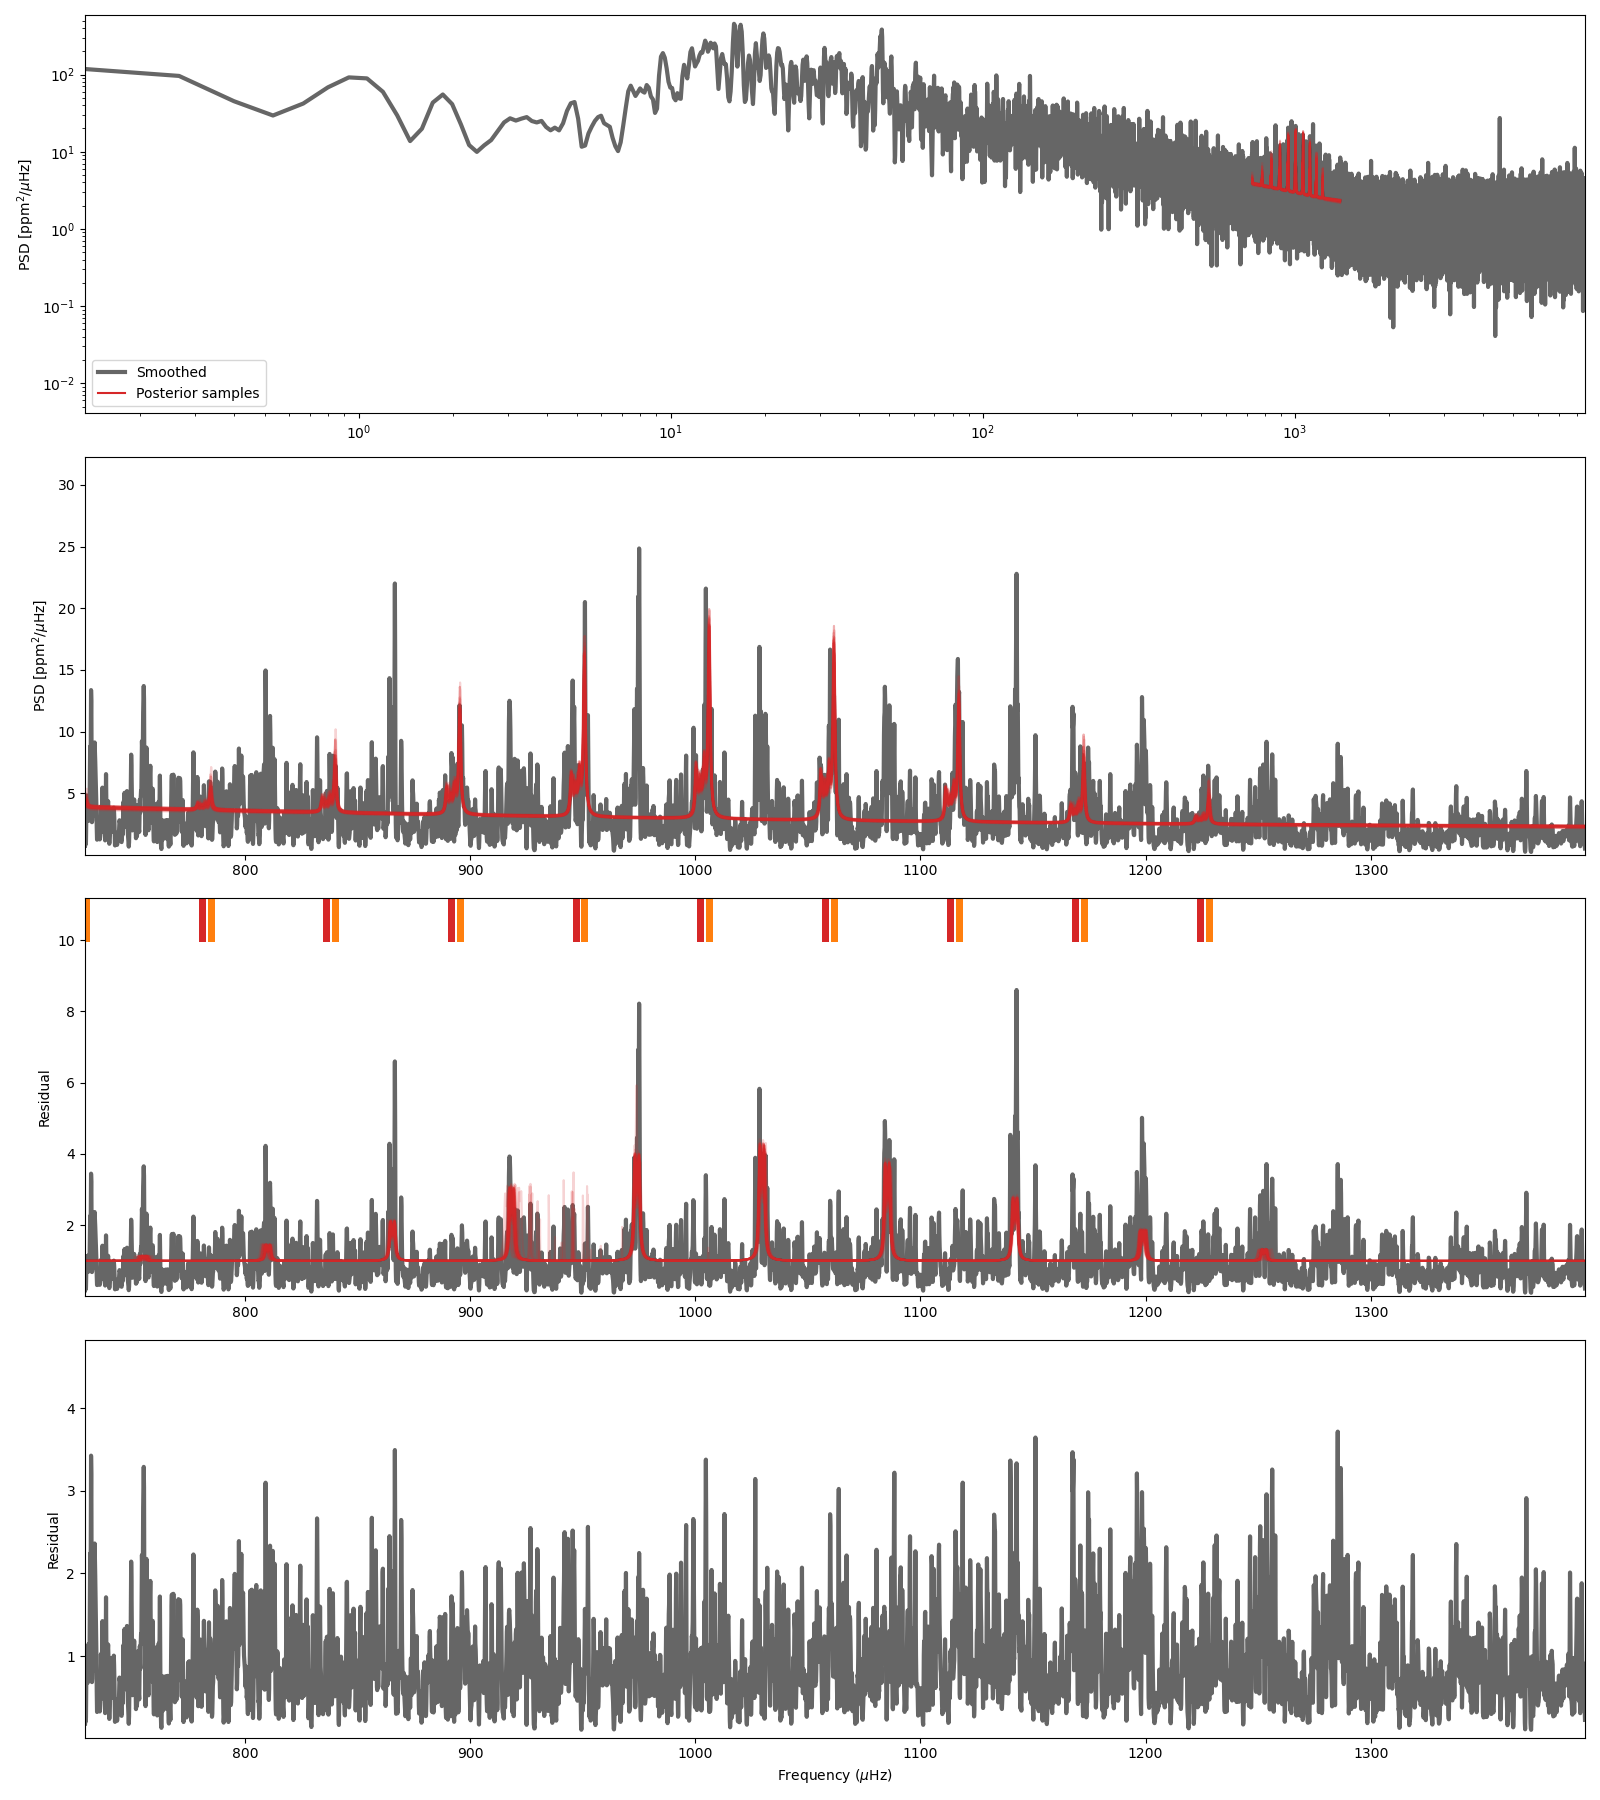 10²
10¹
10⁰
10⁻¹
10⁻²
PSD [ppm²/μHz]
Smoothed
Posterior samples
10⁰ 10¹ 10² 10³
30
25
20
15
10
5
PSD [ppm²/μHz]
800 900 1000 1100 1200 1300
10
8
6
4
2
Residual
800 900 1000 1100 1200 1300
4
3
2
1
Residual
800 900 1000 1100 1200 1300
Frequency (μHz)